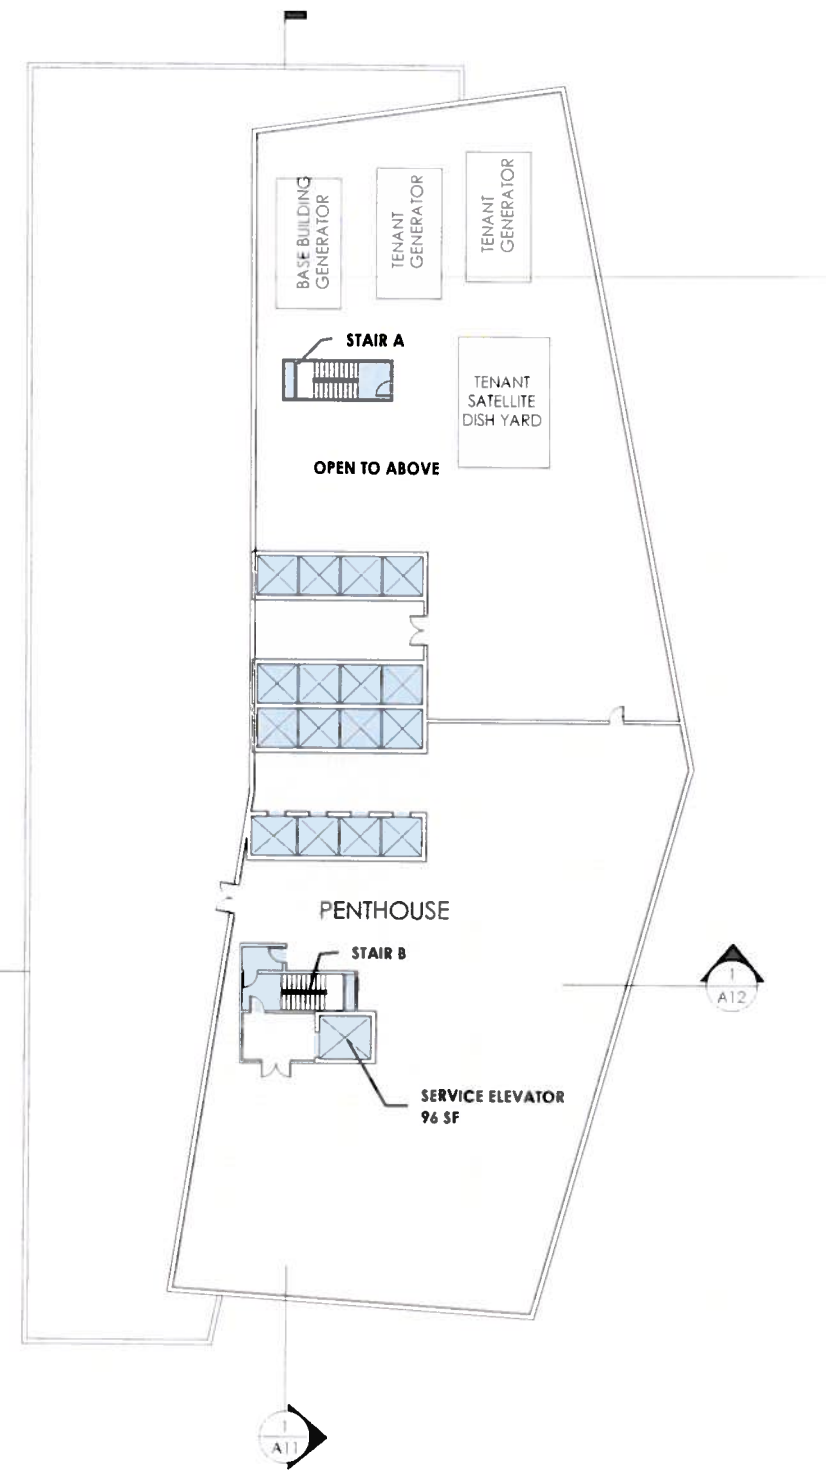 BASE BUILDING
GENERATOR
TENANT
GENERATOR
TENANT
GENERATOR
STAIR A
TENANT
SATELLITE
DISH YARD
OPEN TO ABOVE
PENTHOUSE
STAIR B
1
A12
SERVICE ELEVATOR
96 SF
1
A11